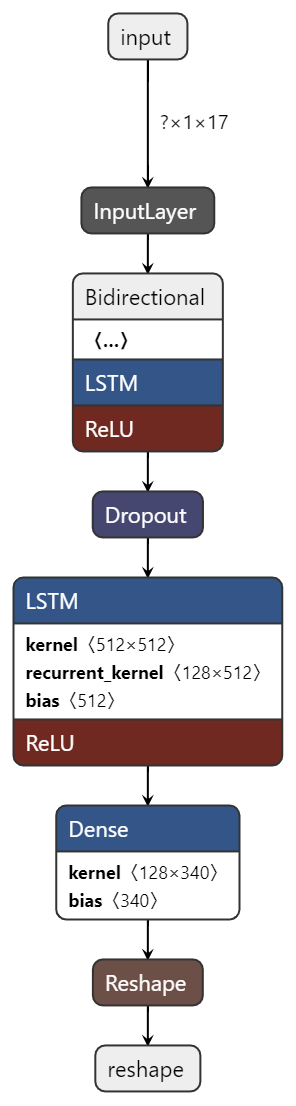 input
?×1×17
InputLayer
Bidirectional
⟨…⟩
LSTM
ReLU
Dropout
LSTM
kernel ⟨512×512⟩
recurrent_kernel ⟨128×512⟩
bias ⟨512⟩
ReLU
Dense
kernel ⟨128×340⟩
bias ⟨340⟩
Reshape
reshape